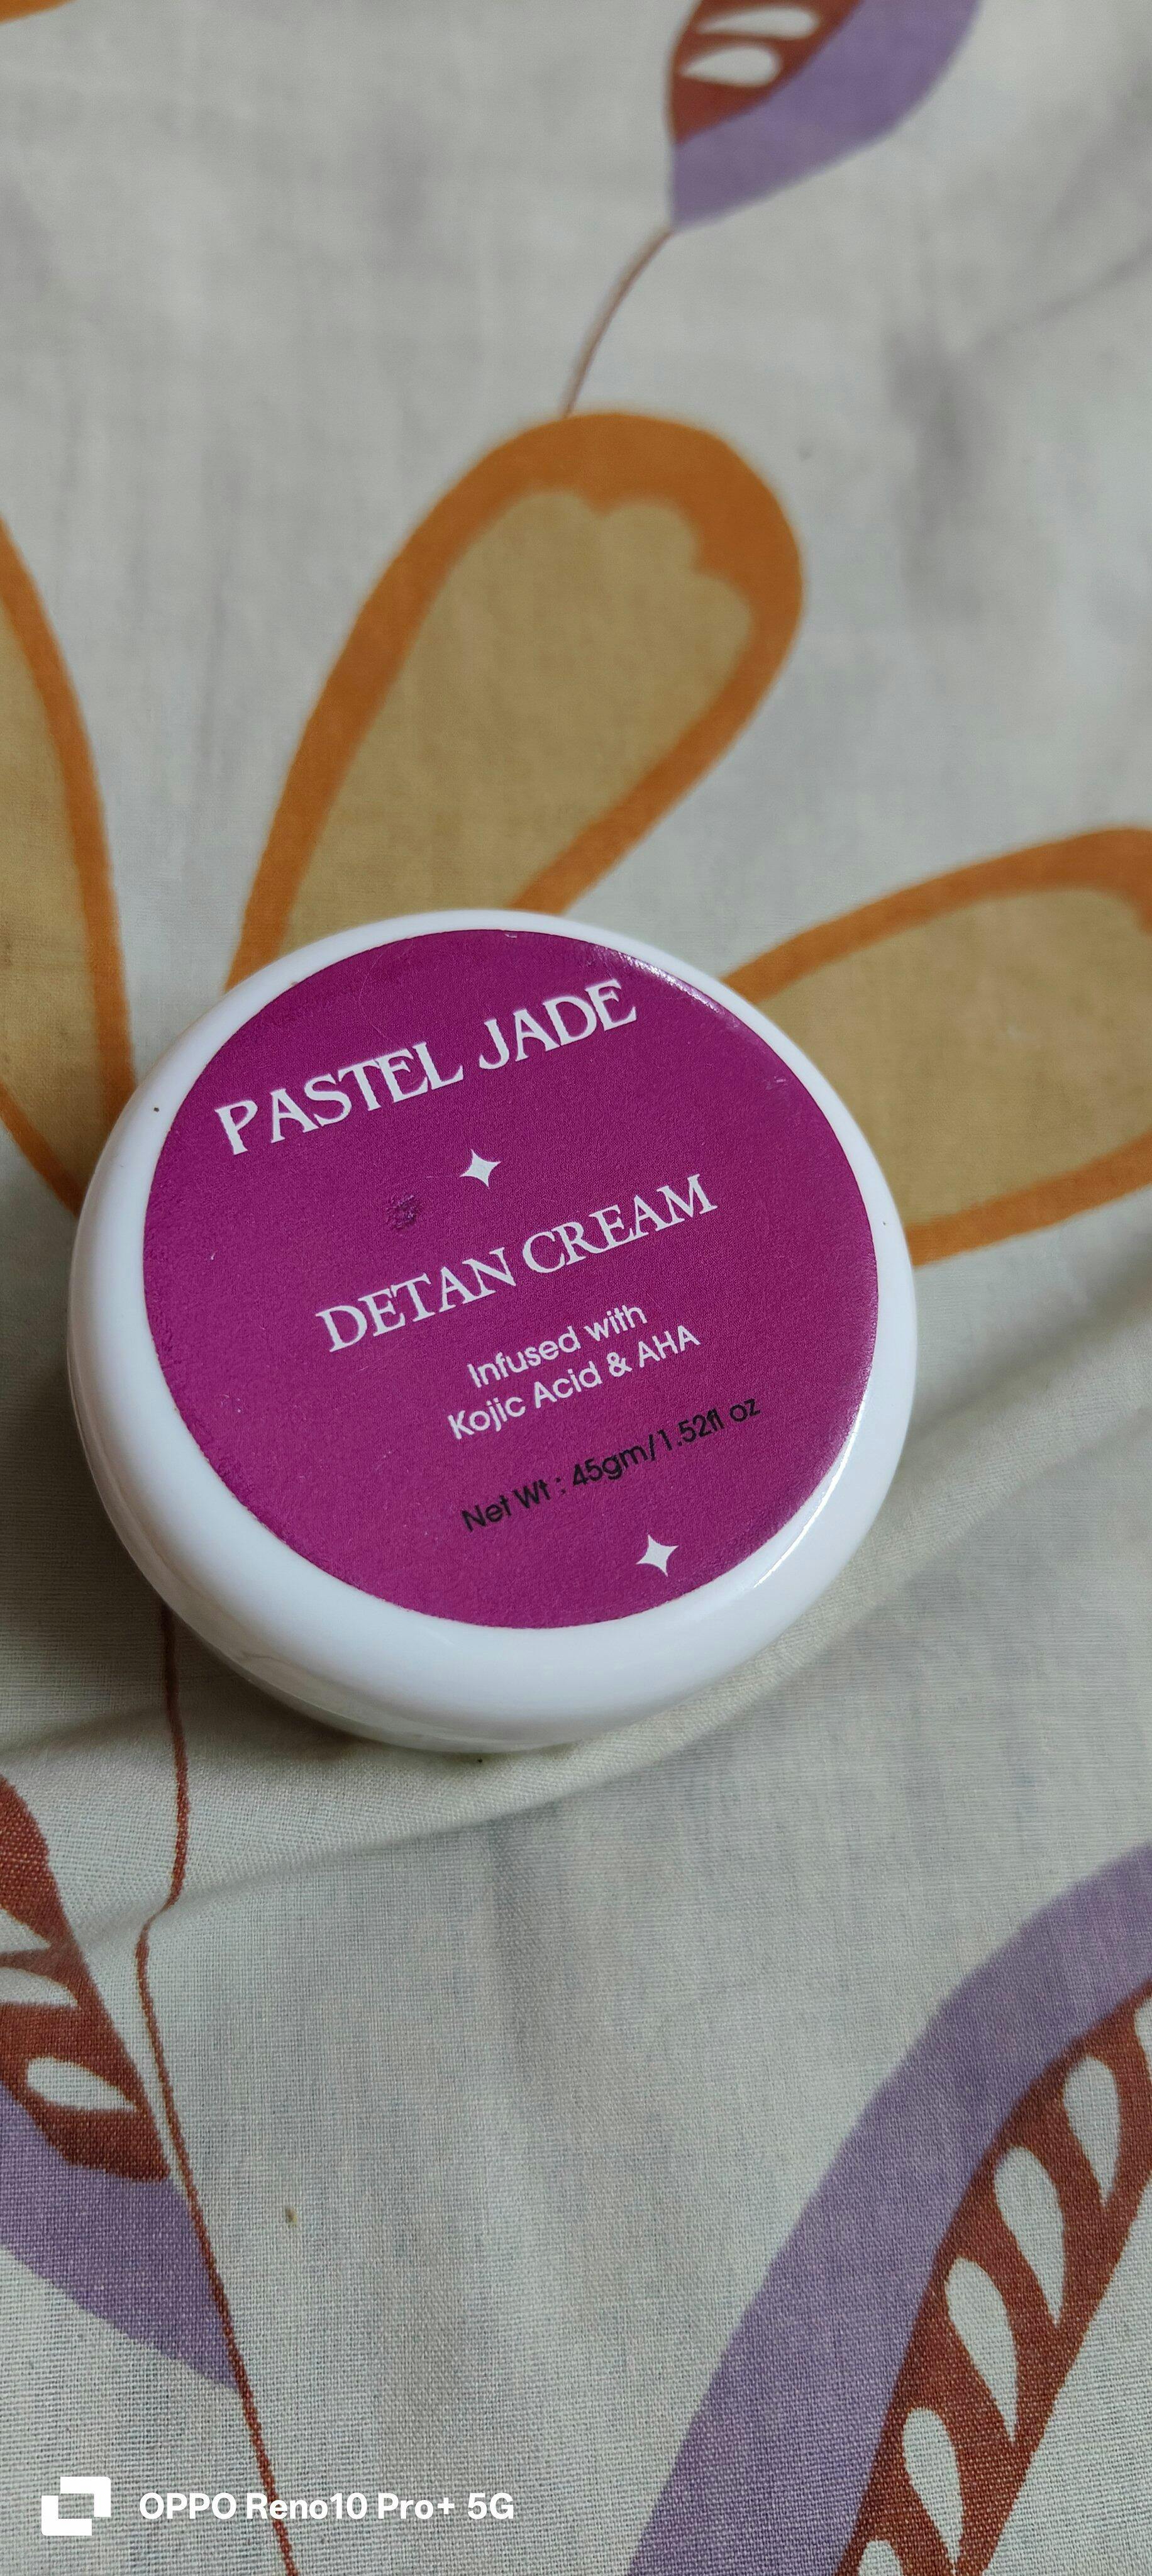 PASTEL JADE
DETAN CREAM
Infused with
Kojic Acid & AHA
Net Wt : 45gm/1.52fl oz
OPPO Reno10 Pro+ 5G